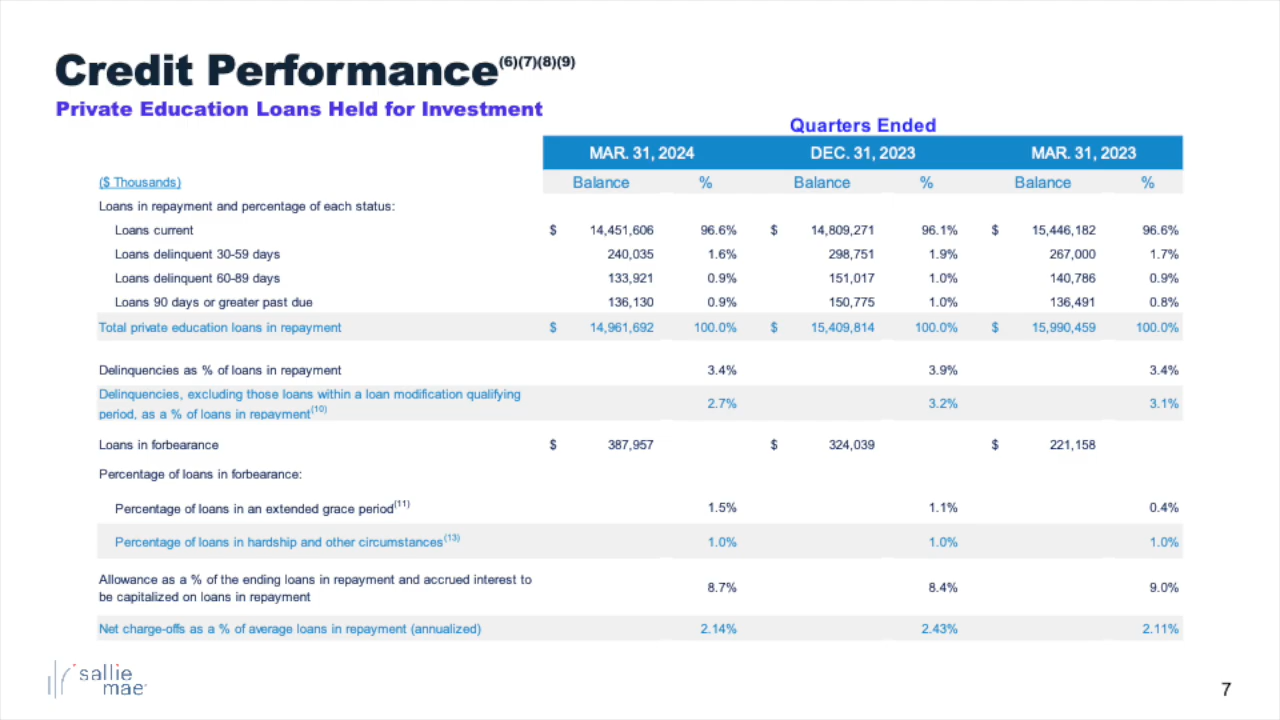 Credit Performance(6)(7)(8)(9)
Private Education Loans Held for Investment
Quarters Ended
MAR. 31, 2024 DEC. 31, 2023 MAR. 31, 2023
($ Thousands) Balance % Balance % Balance %
Loans in repayment and percentage of each status:
Loans current $ 14,451,606 96.6% $ 14,809,271 96.1% $ 15,446,182 96.6%
Loans delinquent 30-59 days 240,035 1.6% 298,751 1.9% 267,000 1.7%
Loans delinquent 60-89 days 133,921 0.9% 151,017 1.0% 140,786 0.9%
Loans 90 days or greater past due 136,130 0.9% 150,775 1.0% 136,491 0.8%
Total private education loans in repayment $ 14,961,692 100.0% $ 15,409,814 100.0% $ 15,990,459 100.0%
Delinquencies as % of loans in repayment 3.4% 3.9% 3.4%
Delinquencies, excluding those loans within a loan modification qualifying
period, as a % of loans in repayment(10) 2.7% 3.2% 3.1%
Loans in forbearance $ 387,957 $ 324,039 $ 221,158
Percentage of loans in forbearance:
Percentage of loans in an extended grace period(11) 1.5% 1.1% 0.4%
Percentage of loans in hardship and other circumstances(13) 1.0% 1.0% 1.0%
Allowance as a % of the ending loans in repayment and accrued interest to
be capitalized on loans in repayment 8.7% 8.4% 9.0%
Net charge-offs as a % of average loans in repayment (annualized) 2.14% 2.43% 2.11%
sallie
mae
7